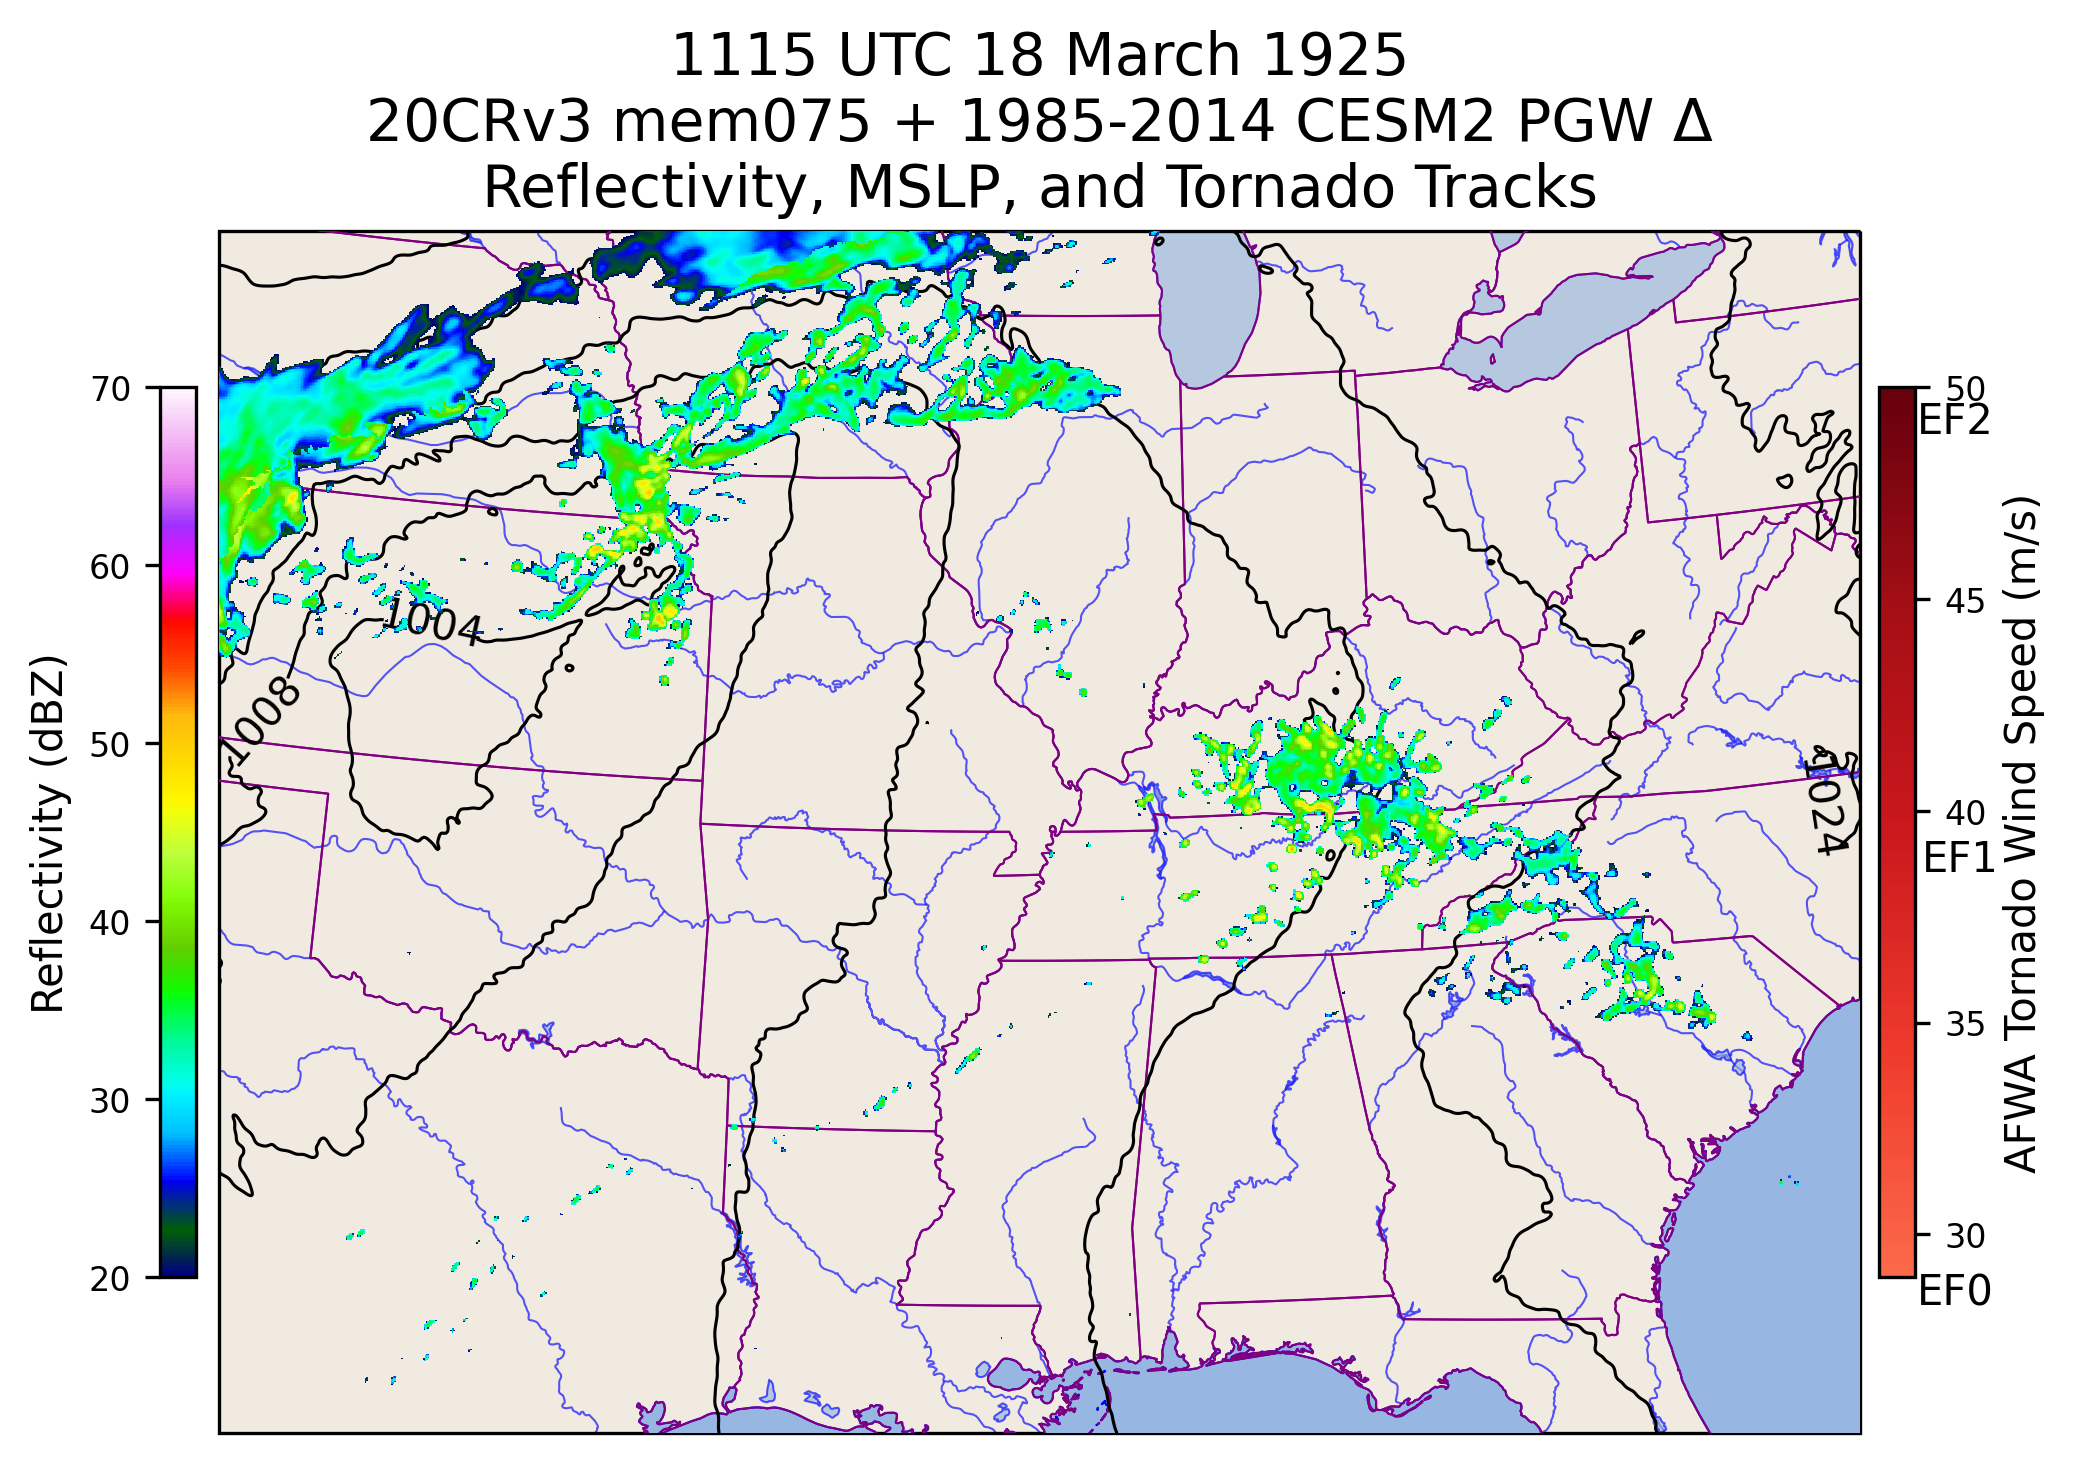 1115 UTC 18 March 1925
20CRv3 mem075 + 1985-2014 CESM2 PGW Δ
Reflectivity, MSLP, and Tornado Tracks
70
60
50
40
30
20
Reflectivity (dBZ)
1004
1008
1024
50
EF2
45
40
EF1
35
30
EF0
AFWA Tornado Wind Speed (m/s)